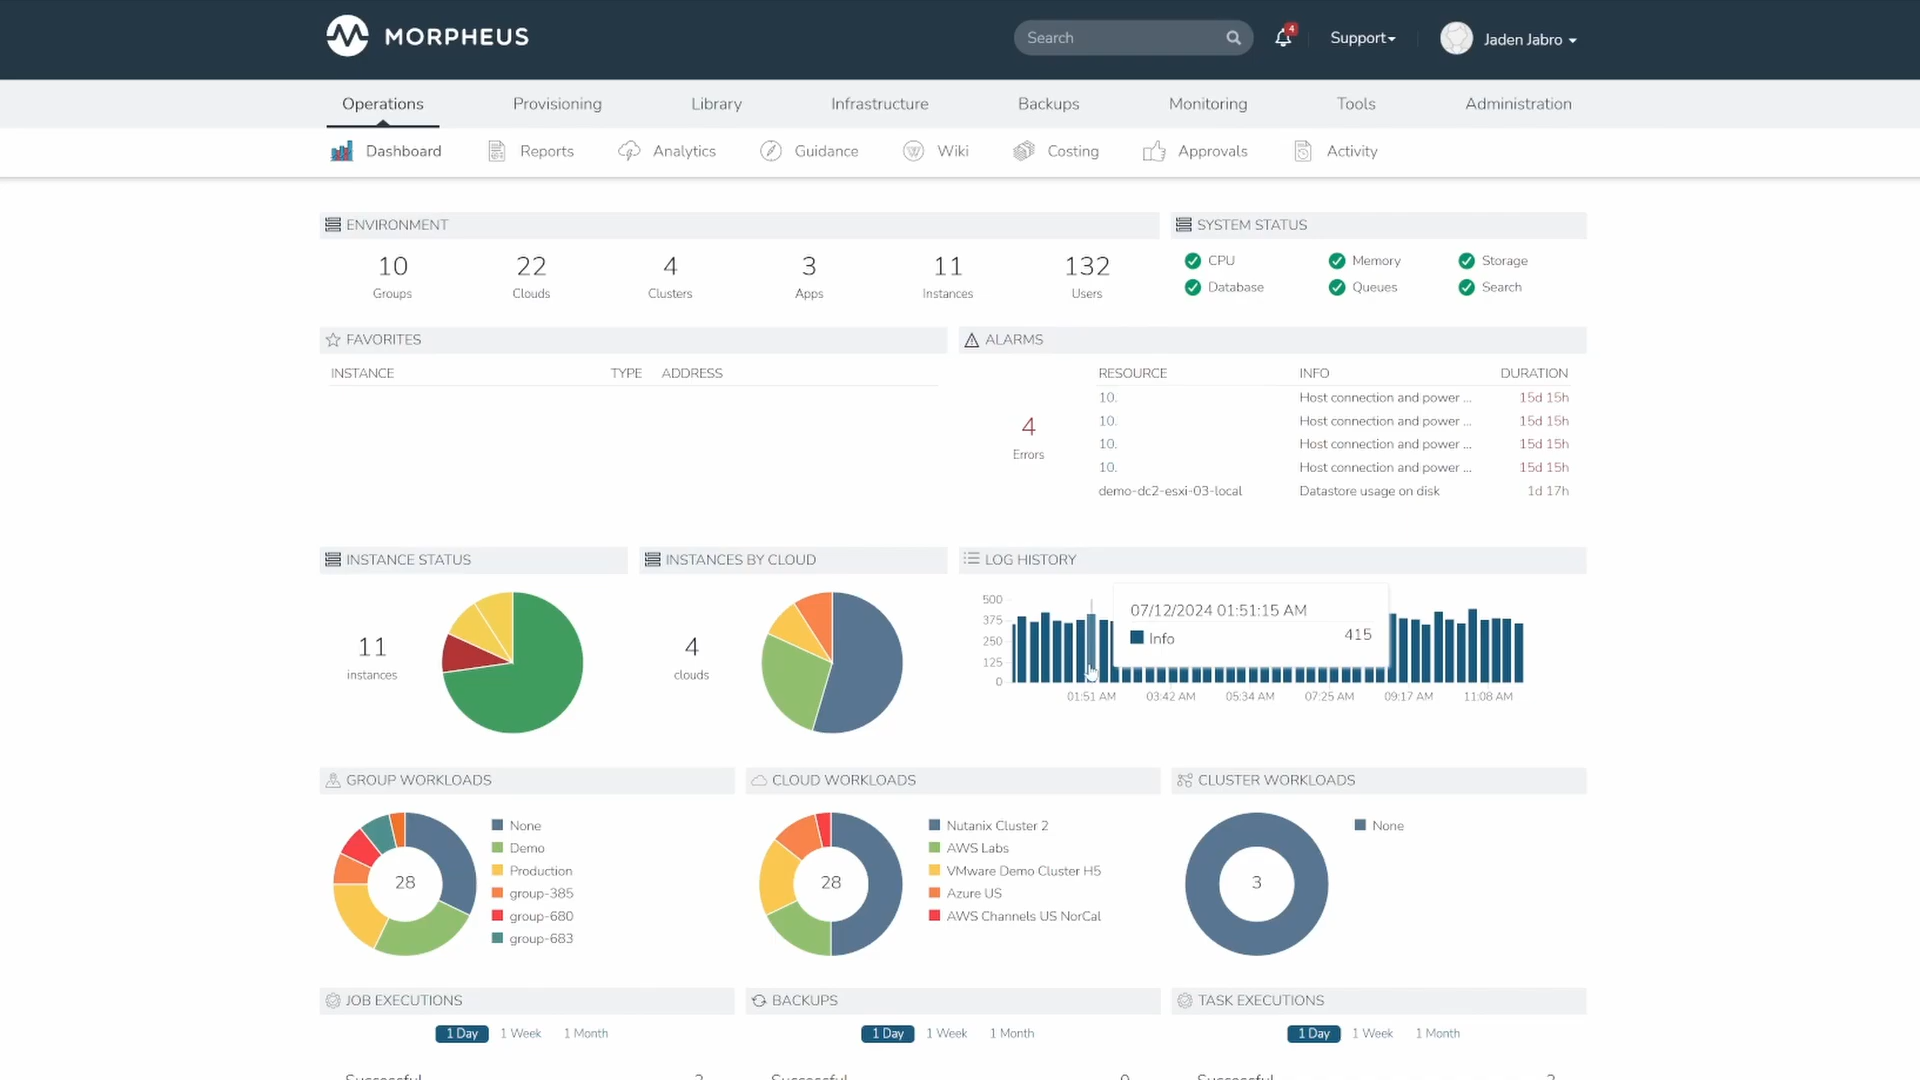 MORPHEUS
Search
4
Support
Jaden Jabro
Operations Provisioning Library Infrastructure Backups Monitoring Tools Administration
Dashboard Reports Analytics Guidance Wiki Costing Approvals Activity
ENVIRONMENT
10 22 4 3 11 132
Groups Clouds Clusters Apps Instances Users
SYSTEM STATUS
CPU Memory Storage
Database Queues Search
FAVORITES
INSTANCE TYPE ADDRESS
ALARMS
4
Errors
RESOURCE INFO DURATION
10. Host connection and power ... 15d 15h
10. Host connection and power ... 15d 15h
10. Host connection and power ... 15d 15h
10. Host connection and power ... 15d 15h
demo-dc2-esxi-03-local Datastore usage on disk 1d 17h
INSTANCE STATUS
11
instances
INSTANCES BY CLOUD
4
clouds
LOG HISTORY
500
375
250
125
0
07/12/2024 01:51:15 AM
Info 415
01:51 AM 03:42 AM 05:34 AM 07:25 AM 09:17 AM 11:08 AM
GROUP WORKLOADS
28
None
Demo
Production
group-385
group-680
group-683
CLOUD WORKLOADS
28
Nutanix Cluster 2
AWS Labs
VMware Demo Cluster H5
Azure US
AWS Channels US NorCal
CLUSTER WORKLOADS
3
None
JOB EXECUTIONS
1 Day 1 Week 1 Month
Successful
BACKUPS
1 Day 1 Week 1 Month
Successful
TASK EXECUTIONS
1 Day 1 Week 1 Month
Successful